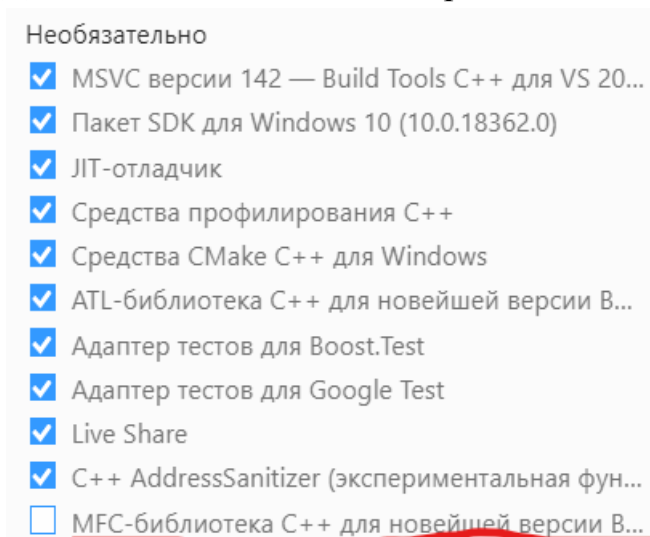 Необязательно
MSVC версии 142 — Build Tools C++ для VS 20...
Пакет SDK для Windows 10 (10.0.18362.0)
JIT-отладчик
Средства профилирования C++
Средства CMake C++ для Windows
ATL-библиотека C++ для новейшей версии В...
Адаптер тестов для Boost.Test
Адаптер тестов для Google Test
Live Share
C++ AddressSanitizer (экспериментальная фун...
MFC-библиотека C++ для новейшей версии В...